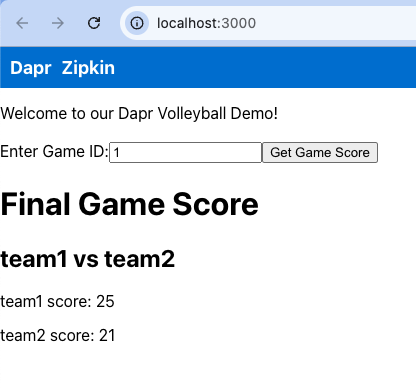 localhost:3000
Dapr Zipkin
Welcome to our Dapr Volleyball Demo!
Enter Game ID: 1 Get Game Score
Final Game Score
team1 vs team2
team1 score: 25
team2 score: 21